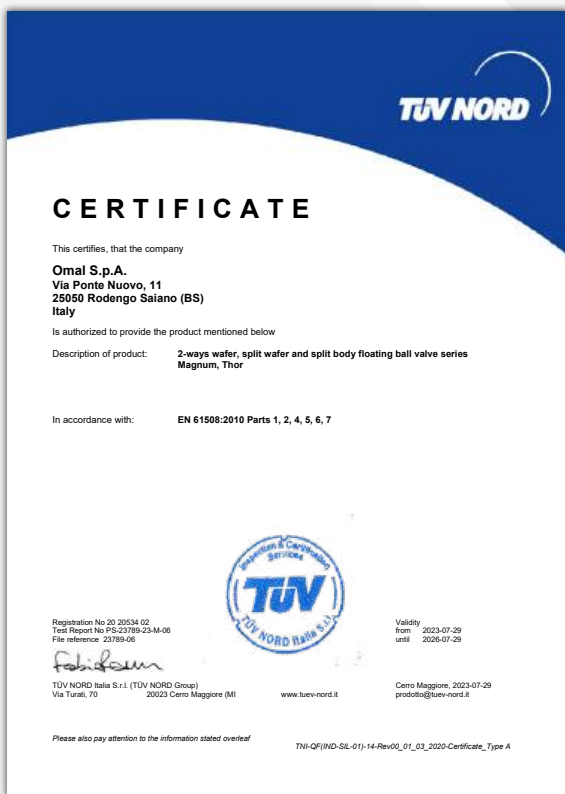 TÜV NORD
CERTIFICATE
This certifies, that the company
Omal S.p.A.
Via Ponte Nuovo, 11
25050 Rodengo Saiano (BS)
Italy
Is authorized to provide the product mentioned below
Description of product: 2-ways wafer, split wafer and split body floating ball valve series
Magnum, Thor
In accordance with: EN 61508:2010 Parts 1, 2, 4, 5, 6, 7
Inspection & Certification
Services
TÜV
TÜV NORD Italia S.r.l.
Registration No 20 20534 02
Test Report No PS-23789-23-M-06
File reference 23789-06
Validity
from 2023-07-29
until 2026-07-29
TÜV NORD Italia S.r.l. (TÜV NORD Group)
Via Turati, 70 20023 Cerro Maggiore (MI www.tuev-nord.it
Cerro Maggiore, 2023-07-29
prodotto@tuev-nord.it
Please also pay attention to the information stated overleaf
TNI-QF(IND-SIL-01)-14-Rev00_01_03_2020-Certificate_Type A